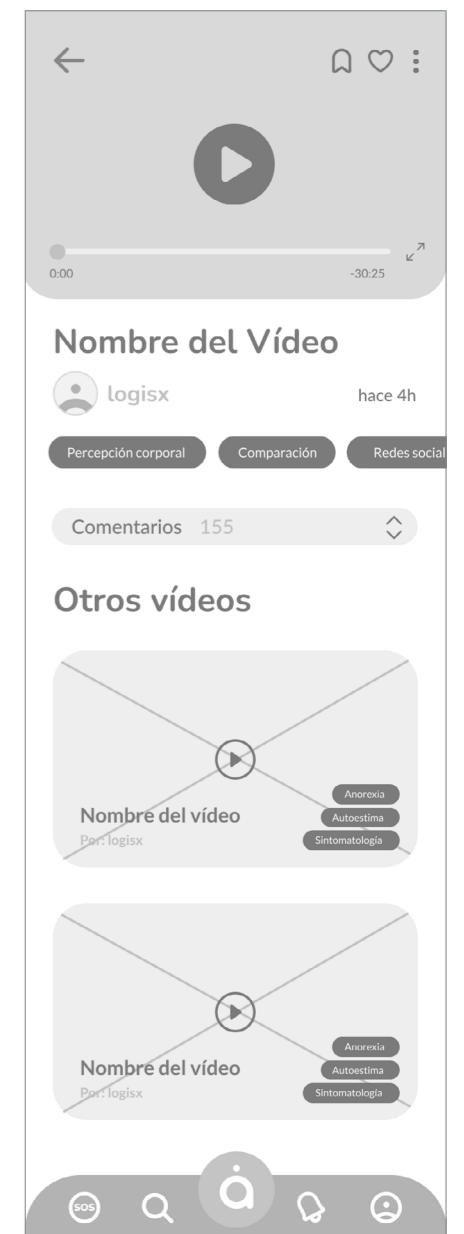 0:00
-30:25
Nombre del Vídeo
logisx
hace 4h
Percepción corporal
Comparación
Redes social
Comentarios 155
Otros vídeos
Anorexia
Nombre del vídeo
Autoestima
Por: logisx
Sintomatología
Anorexia
Nombre del vídeo
Autoestima
Por: logisx
Sintomatología
SOS
ȧ